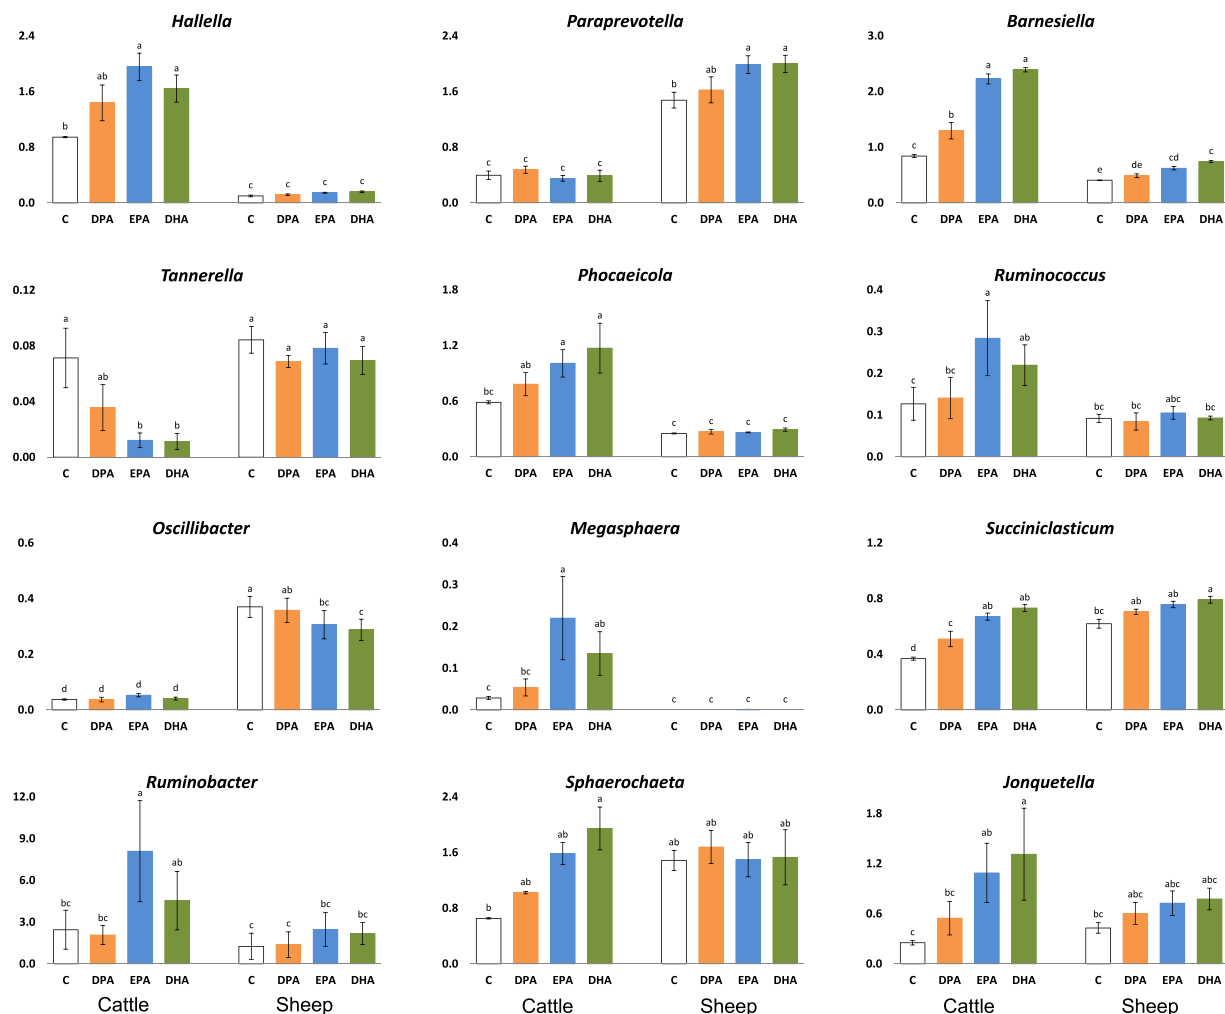 Hallella
2.4
1.6
0.8
0.0
b
ab
a
a
c
c
c
c
C DPA EPA DHA C DPA EPA DHA
Paraprevotella
2.4
1.6
0.8
0.0
c
c
c
c
b
ab
a
a
C DPA EPA DHA C DPA EPA DHA
Barnesiella
3.0
2.0
1.0
0.0
c
b
a
a
e
de
cd
c
C DPA EPA DHA C DPA EPA DHA
Tannerella
0.12
0.08
0.04
0.00
a
ab
b
b
a
a
a
a
C DPA EPA DHA C DPA EPA DHA
Phocaeicola
1.8
1.2
0.6
0.0
bc
ab
a
a
c
c
c
c
C DPA EPA DHA C DPA EPA DHA
Ruminococcus
0.4
0.3
0.2
0.1
0.0
c
bc
a
ab
bc
bc
abc
bc
C DPA EPA DHA C DPA EPA DHA
Oscillibacter
0.6
0.4
0.2
0.0
d
d
d
d
a
ab
bc
c
C DPA EPA DHA C DPA EPA DHA
Megasphaera
0.4
0.3
0.2
0.1
0.0
c
bc
a
ab
c
c
c
c
C DPA EPA DHA C DPA EPA DHA
Succiniclasticum
1.2
0.8
0.4
0.0
d
c
ab
ab
bc
ab
ab
a
C DPA EPA DHA C DPA EPA DHA
Ruminobacter
12.0
9.0
6.0
3.0
0.0
bc
bc
a
ab
c
c
bc
bc
C DPA EPA DHA C DPA EPA DHA
Cattle Sheep
Sphaerochaeta
2.4
1.6
0.8
0.0
b
ab
ab
a
ab
ab
ab
ab
C DPA EPA DHA C DPA EPA DHA
Cattle Sheep
Jonquetella
1.8
1.2
0.6
0.0
c
bc
ab
a
bc
abc
abc
abc
C DPA EPA DHA C DPA EPA DHA
Cattle Sheep